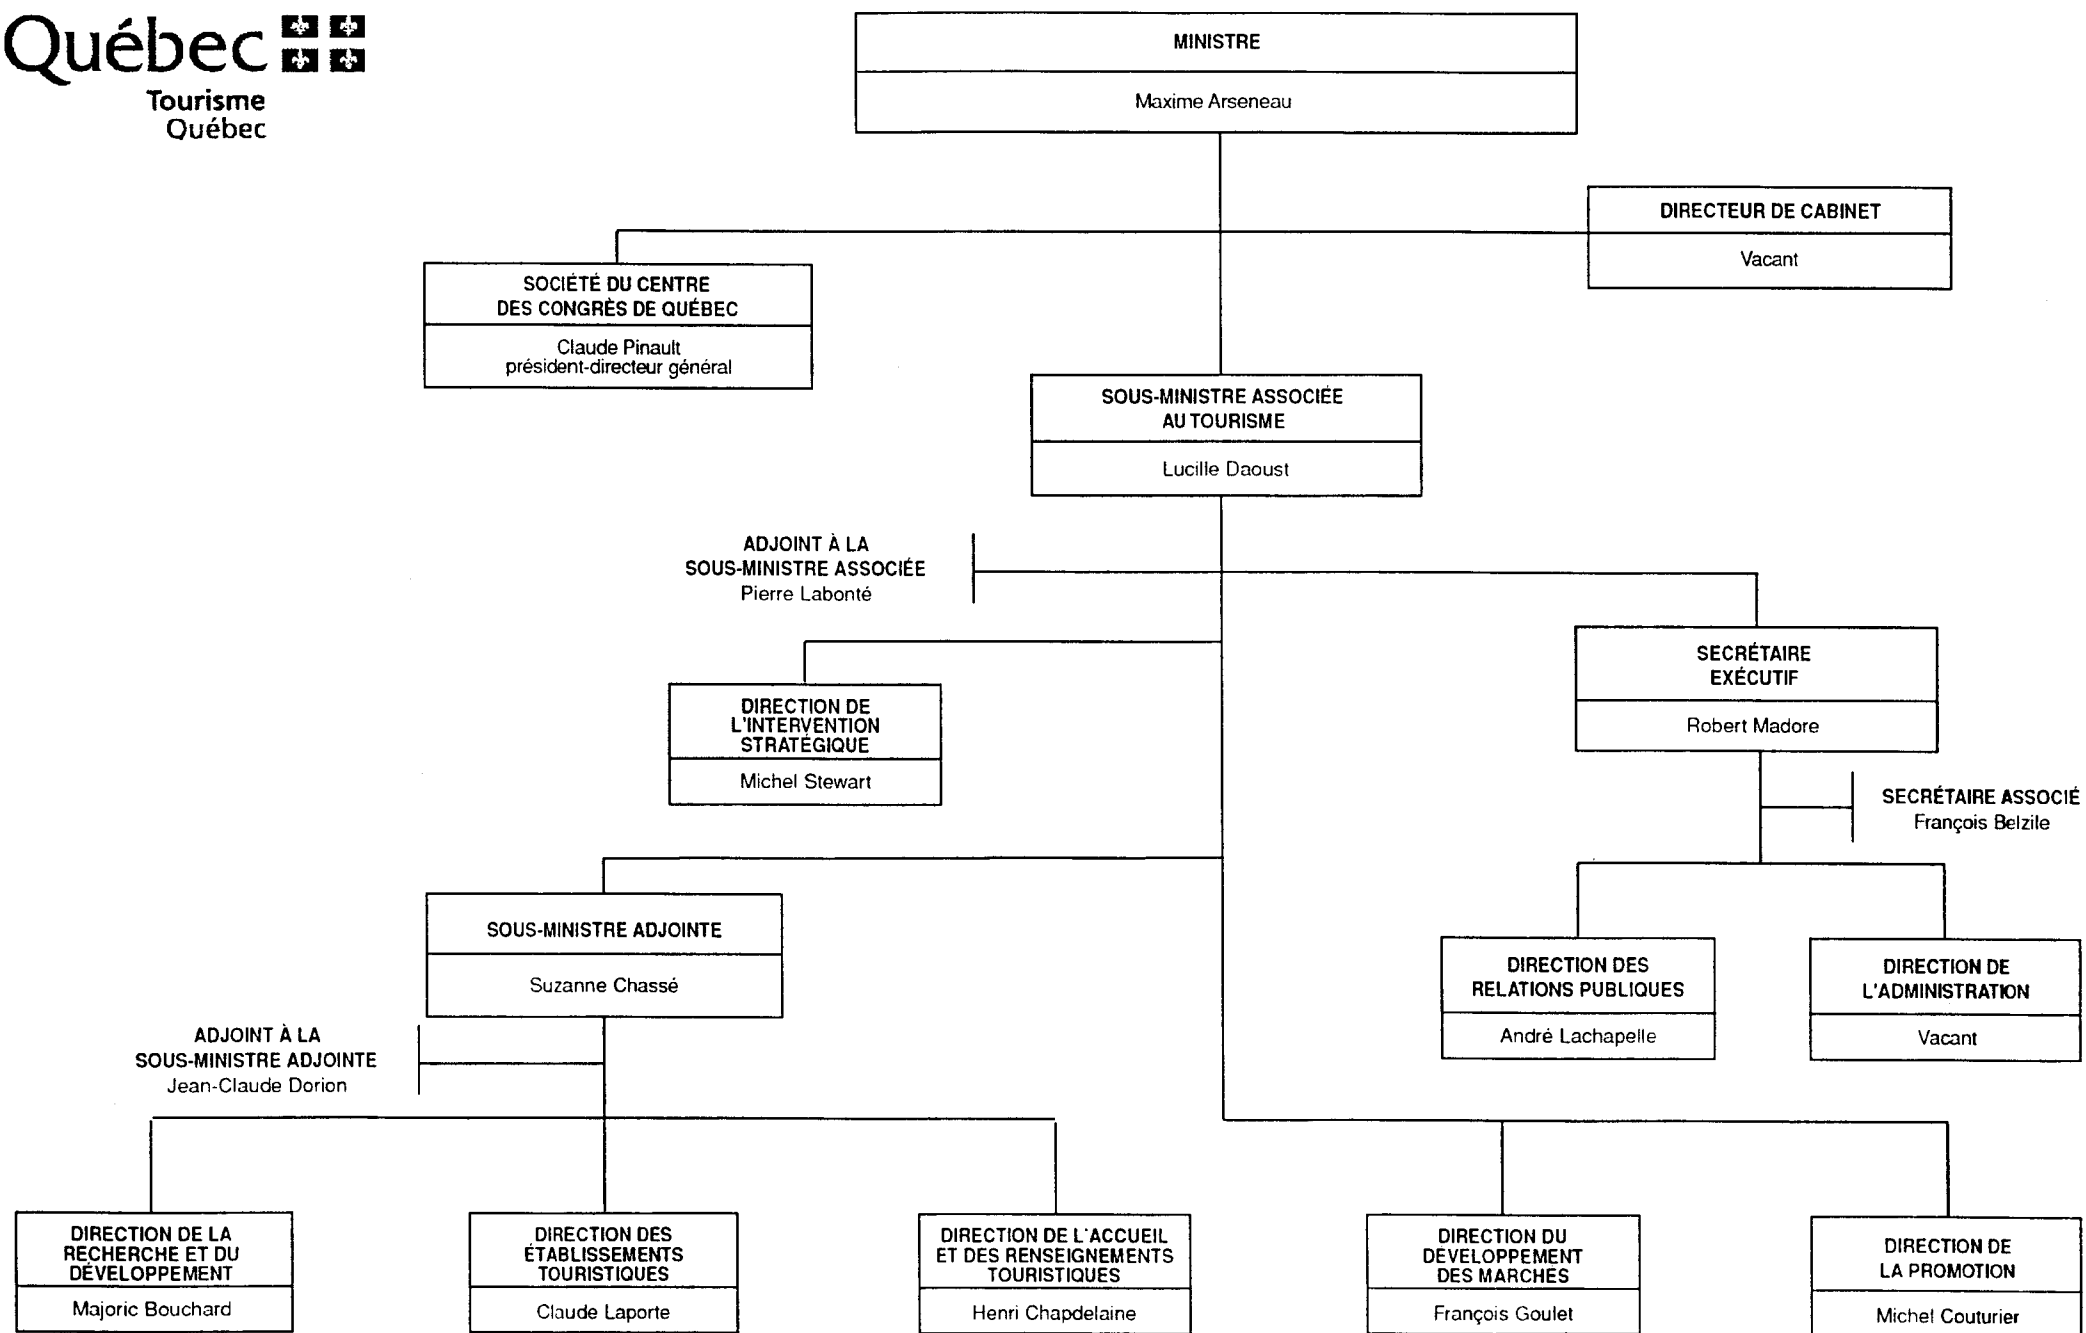 Québec
Tourisme
Québec
MINISTRE
Maxime Arseneau
DIRECTEUR DE CABINET
Vacant
SOCIÉTÉ DU CENTRE
DES CONGRÈS DE QUÉBEC
Claude Pinault
président-directeur général
SOUS-MINISTRE ASSOCIÉE
AU TOURISME
Lucille Daoust
ADJOINT À LA
SOUS-MINISTRE ASSOCIÉE
Pierre Labonté
SECRÉTAIRE
EXÉCUTIF
Robert Madore
DIRECTION DE
L'INTERVENTION
STRATÉGIQUE
Michel Stewart
SECRÉTAIRE ASSOCIÉ
François Belzile
SOUS-MINISTRE ADJOINTE
Suzanne Chassé
DIRECTION DES
RELATIONS PUBLIQUES
André Lachapelle
DIRECTION DE
L'ADMINISTRATION
Vacant
ADJOINT À LA
SOUS-MINISTRE ADJOINTE
Jean-Claude Dorion
DIRECTION DE LA
RECHERCHE ET DU
DÉVELOPPEMENT
Majoric Bouchard
DIRECTION DES
ÉTABLISSEMENTS
TOURISTIQUES
Claude Laporte
DIRECTION DE L'ACCUEIL
ET DES RENSEIGNEMENTS
TOURISTIQUES
Henri Chapdelaine
DIRECTION DU
DÉVELOPPEMENT
DES MARCHÉS
François Goulet
DIRECTION DE
LA PROMOTION
Michel Couturier